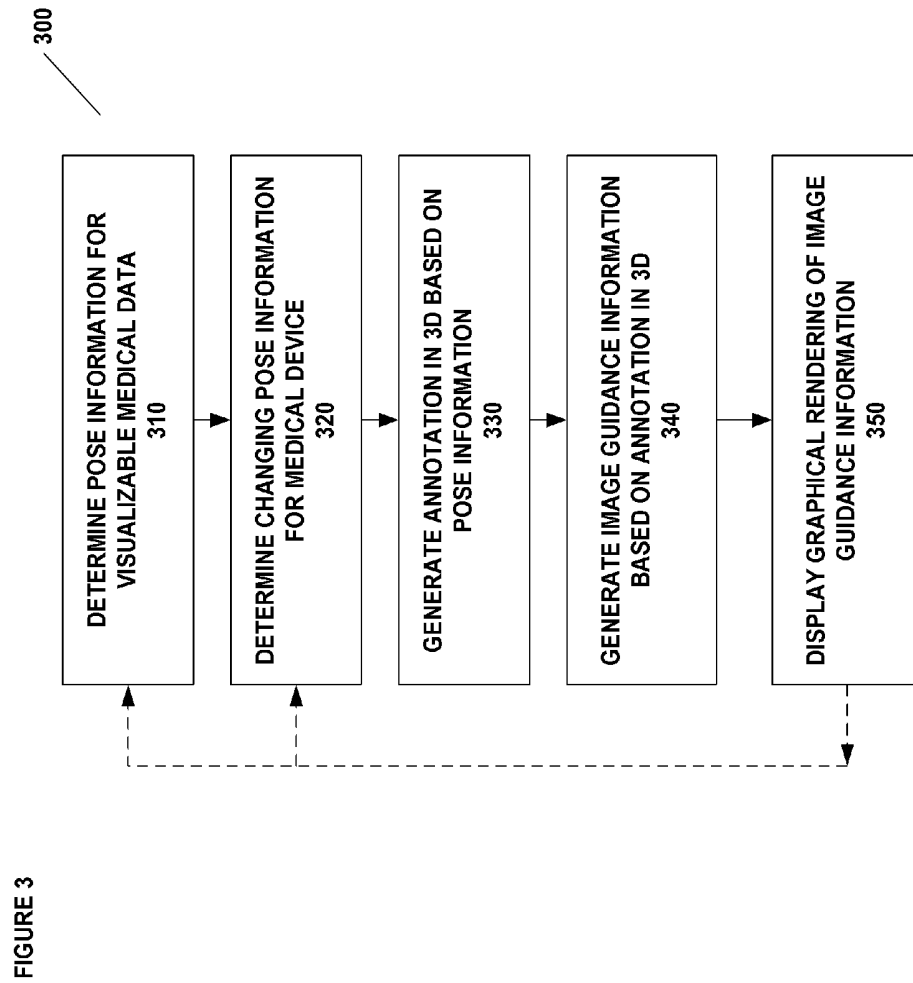 FIGURE 3
300
DETERMINE POSE INFORMATION FOR
VISUALIZABLE MEDICAL DATA
310
DETERMINE CHANGING POSE INFORMATION
FOR MEDICAL DEVICE
320
GENERATE ANNOTATION IN 3D BASED ON
POSE INFORMATION
330
GENERATE IMAGE GUIDANCE INFORMATION
BASED ON ANNOTATION IN 3D
340
DISPLAY GRAPHICAL RENDERING OF IMAGE
GUIDANCE INFORMATION
350